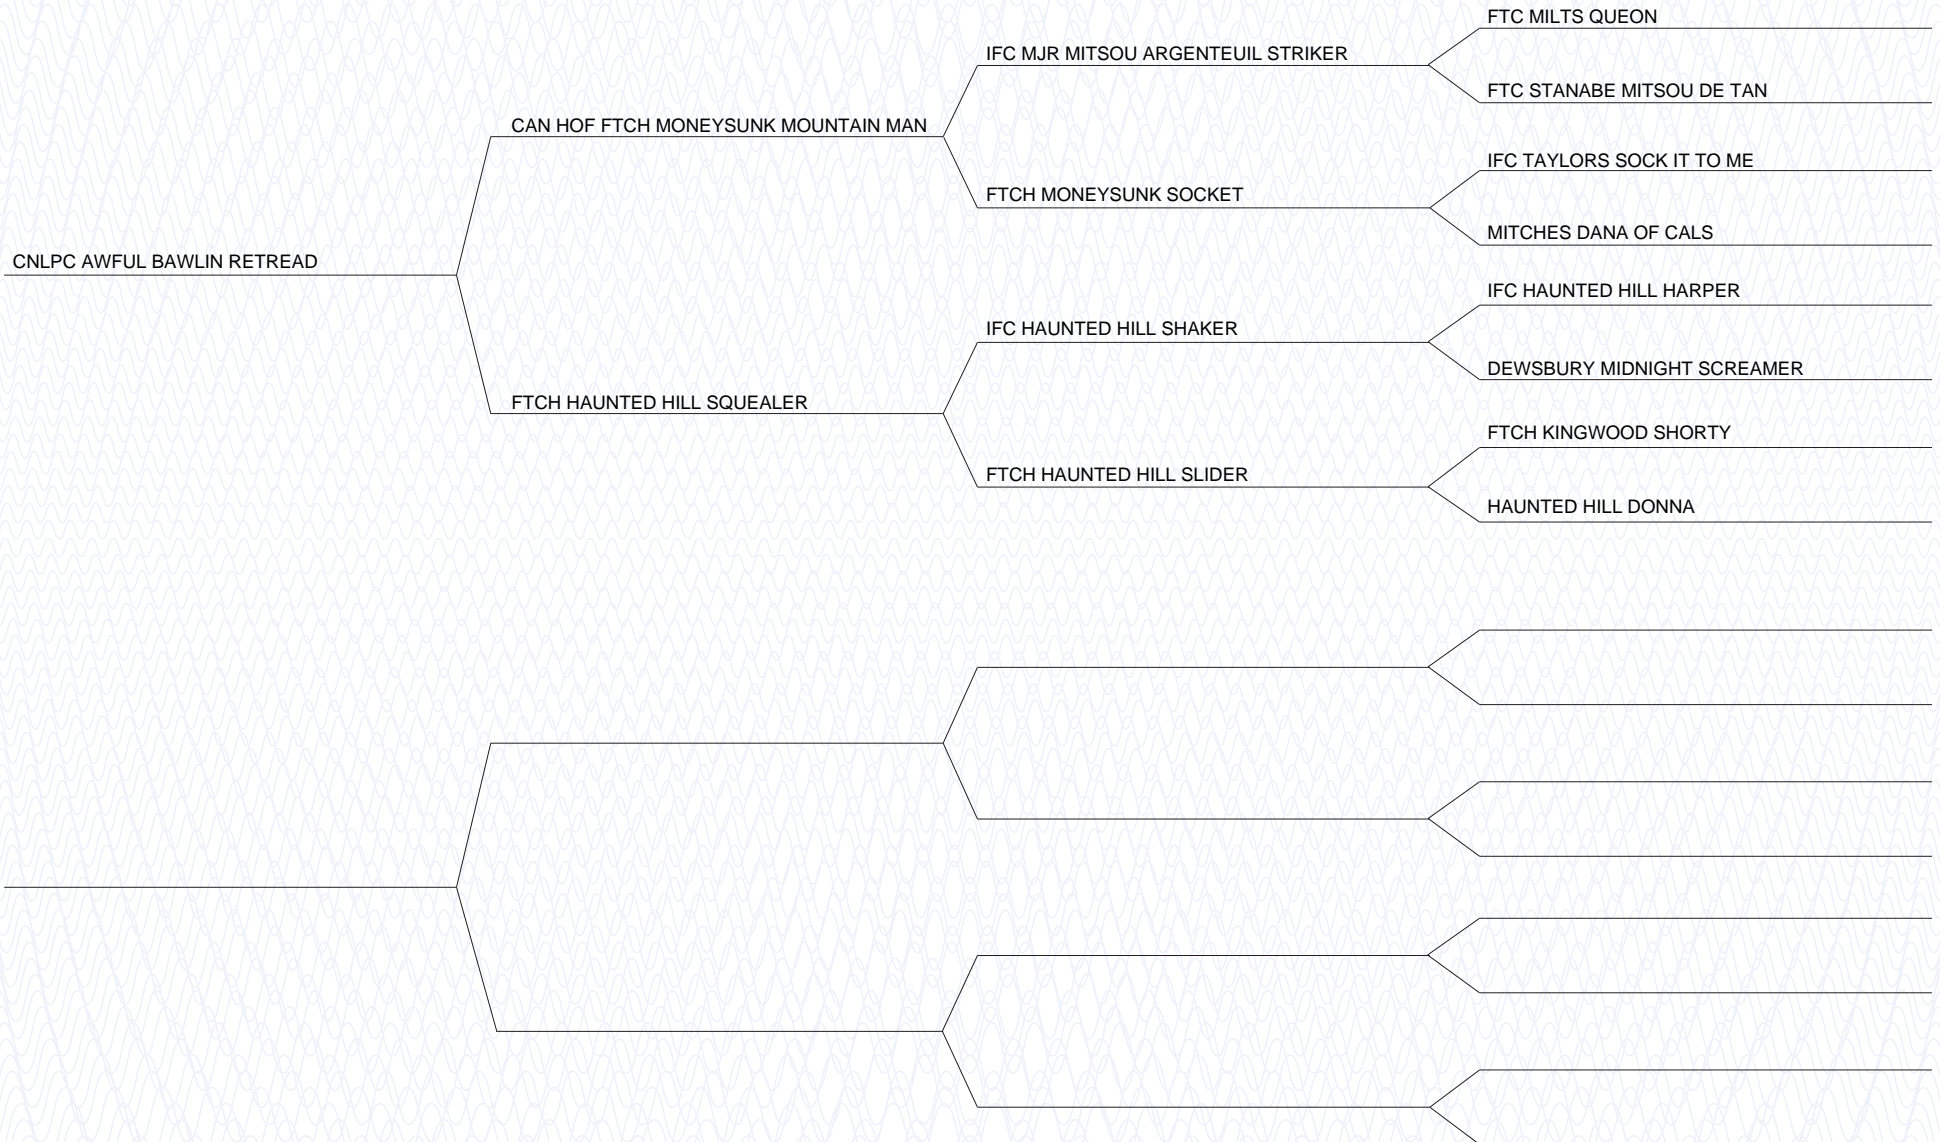 FTC MILTS QUEON
IFC MJR MITSOU ARGENTEUIL STRIKER
FTC STANABE MITSOU DE TAN
CAN HOF FTCH MONEYSUNK MOUNTAIN MAN
IFC TAYLORS SOCK IT TO ME
FTCH MONEYSUNK SOCKET
MITCHES DANA OF CALS
CNLPC AWFUL BAWLIN RETREAD
IFC HAUNTED HILL HARPER
IFC HAUNTED HILL SHAKER
DEWSBURY MIDNIGHT SCREAMER
FTCH HAUNTED HILL SQUEALER
FTCH KINGWOOD SHORTY
FTCH HAUNTED HILL SLIDER
HAUNTED HILL DONNA